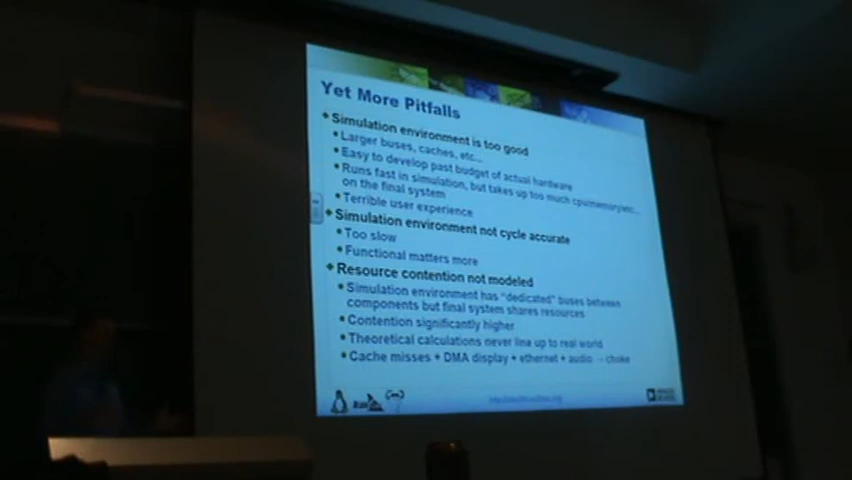 Yet More Pitfalls
Simulation environment is too good
Larger buses, caches, etc...
Easy to develop past budget of actual hardware
Runs fast in simulation, but takes up too much cpu/memory/etc...
on the final system
Terrible user experience
Simulation environment not cycle accurate
Too slow
Functional matters more
Resource contention not modeled
Simulation environment has "dedicated" buses between
components but final system shares resources
Contention significantly higher
Theoretical calculations never line up to real world
Cache misses + DMA display + ethernet + audio → choke